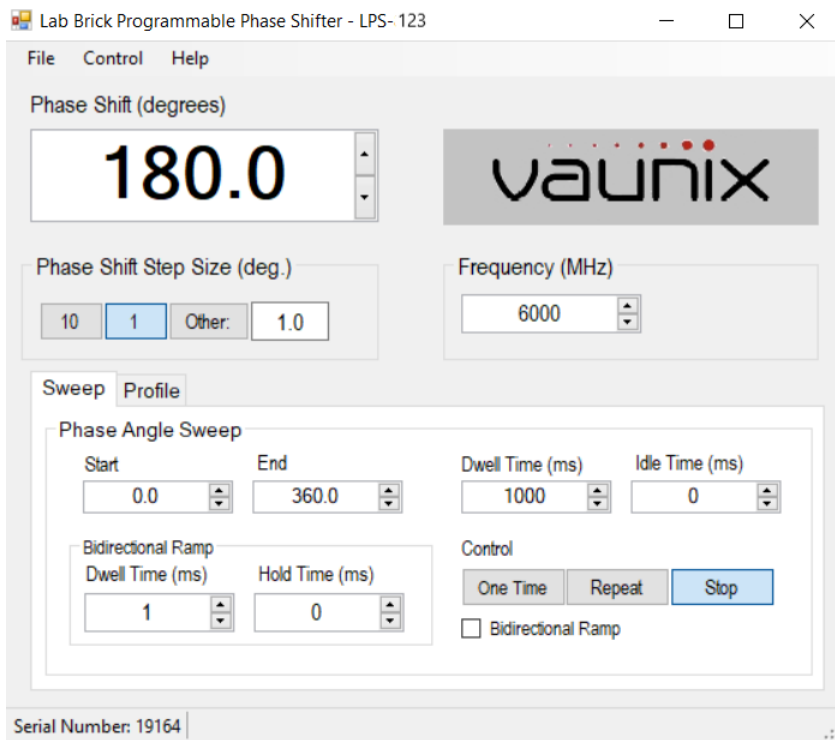 Lab Brick Programmable Phase Shifter - LPS-123
File Control Help
Phase Shift (degrees)
180.0
vaunix
Phase Shift Step Size (deg.)
10 1 Other: 1.0
Frequency (MHz)
6000
Sweep Profile
Phase Angle Sweep
Start End Dwell Time (ms) Idle Time (ms)
0.0 360.0 1000 0
Bidirectional Ramp
Dwell Time (ms) Hold Time (ms)
1 0
Control
One Time Repeat Stop
Bidirectional Ramp
Serial Number: 19164